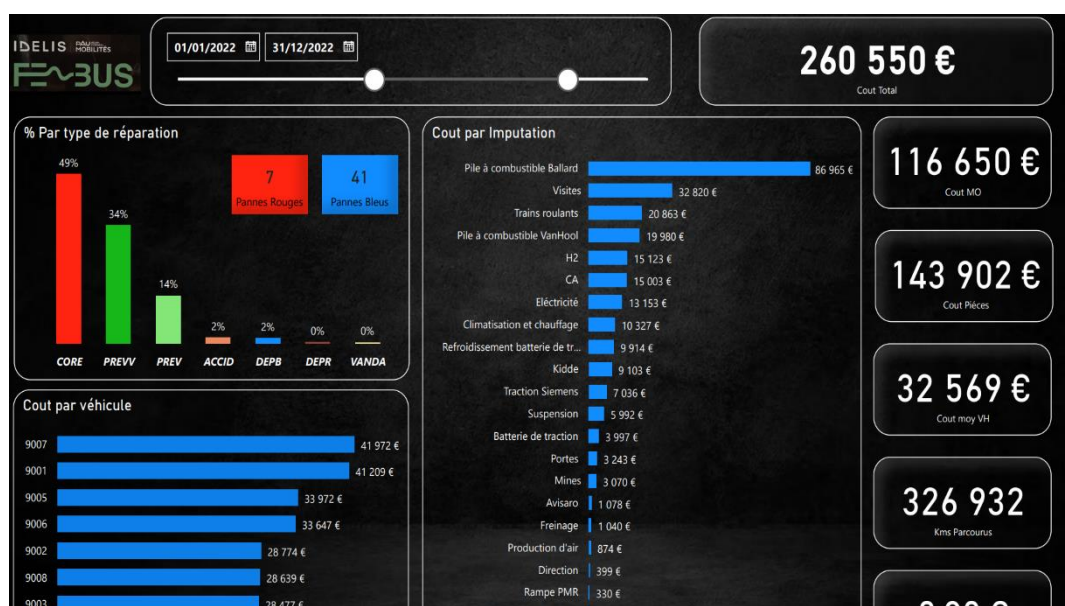 IDELIS PAU MOBILITÉS
FEBUS
01/01/2022 31/12/2022
260 550 €
Cout Total
% Par type de réparation
49%
34%
14%
2%
2%
0%
0%
7
Pannes Rouges
41
Pannes Bleus
CORE PREVV PREV ACCID DEPB DEPR VANDA
Cout par véhicule
9007 41 972 €
9001 41 209 €
9005 33 972 €
9006 33 647 €
9002 28 774 €
9008 28 639 €
9003 28 477 €
Cout par Imputation
Pile à combustible Ballard 86 965 €
Visites 32 820 €
Trains roulants 20 863 €
Pile à combustible VanHool 19 980 €
H2 15 123 €
CA 15 003 €
Eléctricité 13 153 €
Climatisation et chauffage 10 327 €
Refroidissement batterie de tr... 9 914 €
Kidde 9 103 €
Traction Siemens 7 036 €
Suspension 5 992 €
Batterie de traction 3 997 €
Portes 3 243 €
Mines 3 070 €
Avisaro 1 078 €
Freinage 1 040 €
Production d'air 874 €
Direction 399 €
Rampe PMR 330 €
116 650 €
Cout MO
143 902 €
Cout Piéces
32 569 €
Cout moy VH
326 932
Kms Parcourus